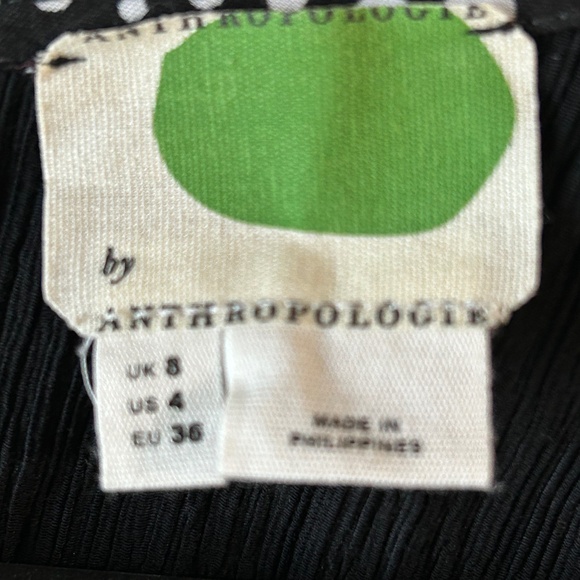 ANTHROPOLOGIE
by
ANTHROPOLOGIE
UK 8
US 4
EU 36
MADE IN
PHILIPPINES